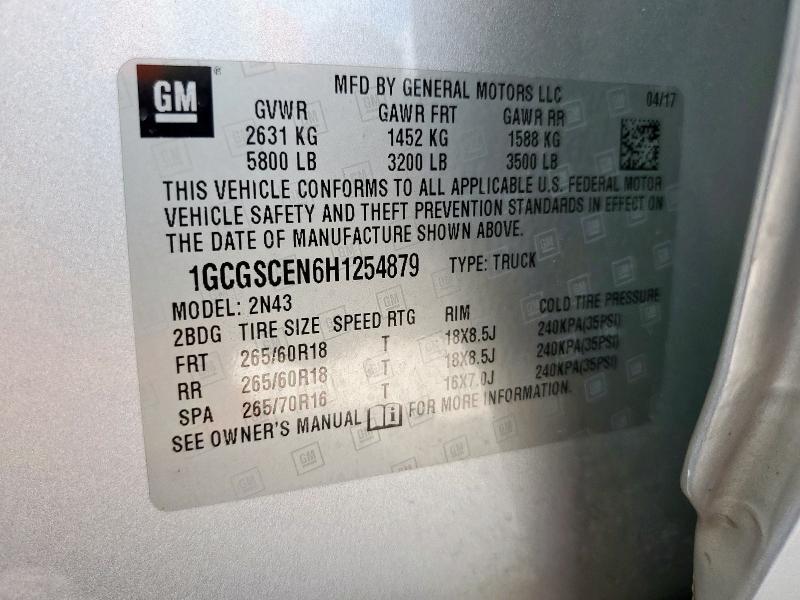 GM
MFD BY GENERAL MOTORS LLC
04/17
GVWR GAWR FRT GAWR RR
2631 KG 1452 KG 1588 KG
5800 LB 3200 LB 3500 LB
THIS VEHICLE CONFORMS TO ALL APPLICABLE U.S. FEDERAL MOTOR
VEHICLE SAFETY AND THEFT PREVENTION STANDARDS IN EFFECT ON
THE DATE OF MANUFACTURE SHOWN ABOVE.
1GCGSCEN6H1254879 TYPE: TRUCK
MODEL: 2N43
2BDG TIRE SIZE SPEED RTG RIM COLD TIRE PRESSURE
FRT 265/60R18 T 18X8.5J 240KPA(35PSI)
RR 265/60R18 T 18X8.5J 240KPA(35PSI)
SPA 265/70R16 T 16X7.0J 240KPA(35PSI)
SEE OWNER'S MANUAL FOR MORE INFORMATION.